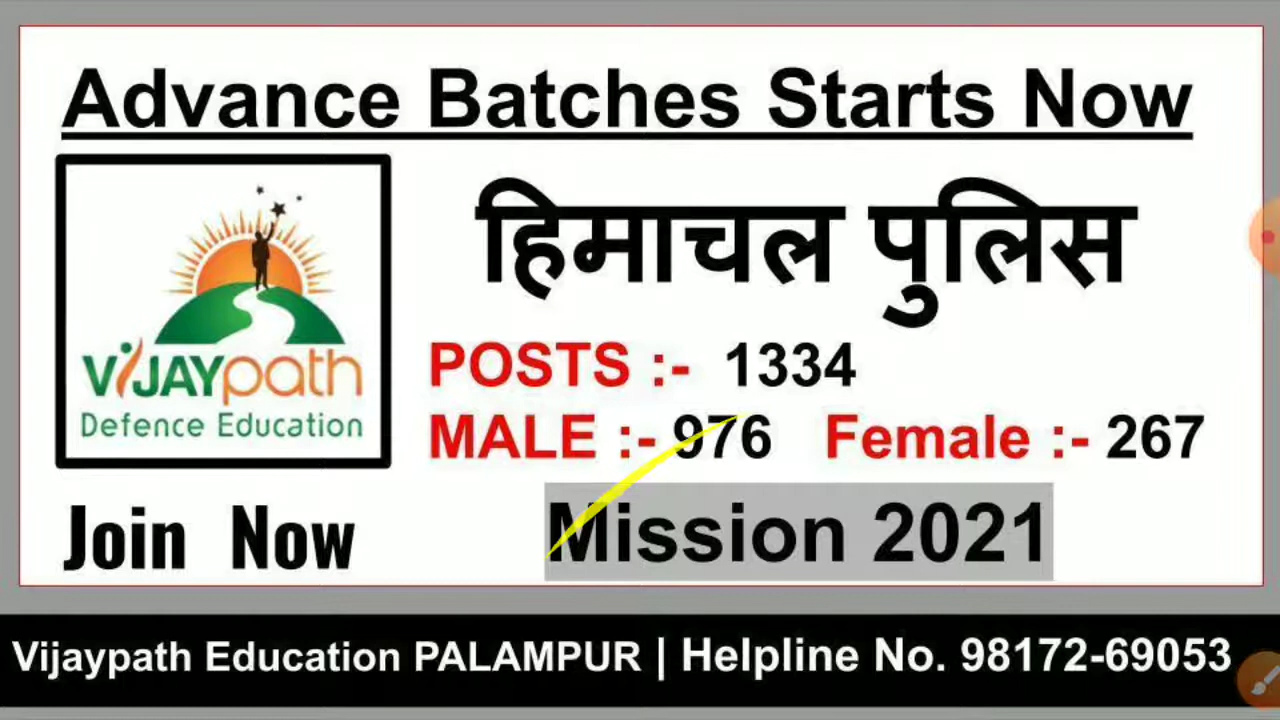 Advance Batches Starts Now
हिमाचल पुलिस
POSTS :- 1334
MALE :- 976 Female :- 267
VijAYpath
Defence Education
Join Now
Mission 2021
Vijaypath Education PALAMPUR | Helpline No. 98172-69053